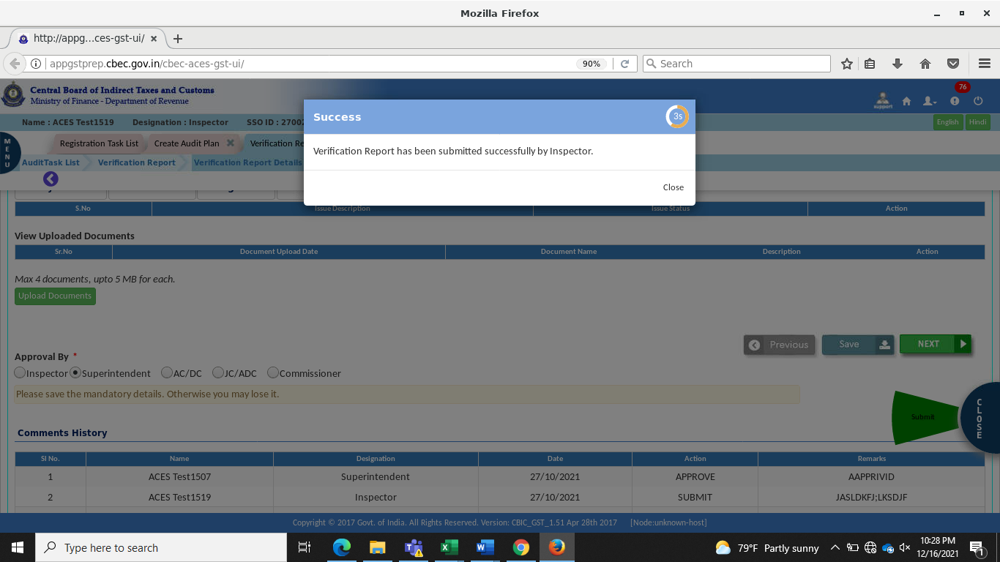 Mozilla Firefox
http://appg...ces-gst-ui/
appgstprep.cbec.gov.in/cbec-aces-gst-ui/ 90% Search
Central Board of Indirect Taxes and Customs
Ministry of Finance - Department of Revenue
76
support
Name : ACES Test1519 Designation : Inspector SSO ID : 27002 English Hindi
MENU
Registration Task List Create Audit Plan Verification Re
AuditTask List Verification Report Verification Report Details
Success 3s
Verification Report has been submitted successfully by Inspector.
Close
S.No Issue Description Issue Status Action
View Uploaded Documents
Sr.No Document Upload Date Document Name Description Action
Max 4 documents, upto 5 MB for each.
Upload Documents
Previous Save NEXT
Approval By *
Inspector Superintendent AC/DC JC/ADC Commissioner
Please save the mandatory details. Otherwise you may lose it.
Submit
CLOSE
Comments History
Sl No. Name Designation Date Action Remarks
1 ACES Test1507 Superintendent 27/10/2021 APPROVE AAPPRIVID
2 ACES Test1519 Inspector 27/10/2021 SUBMIT JASLDKFJ;LKSDJF
Copyright © 2017 Govt. of India. All Rights Reserved. Version: CBIC_GST_1.51 Apr 28th 2017 [Node:unknown-host]
Type here to search
79°F Partly sunny
10:28 PM
12/16/2021
1